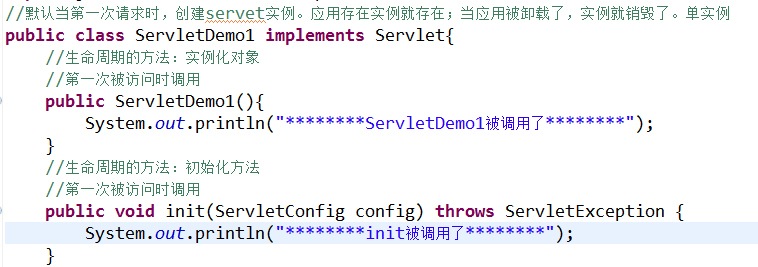 //默认当第一次请求时，创建servet实例。应用存在实例就存在；当应用被卸载了，实例就销毁了。单实例
public class ServletDemo1 implements Servlet{
//生命周期的方法：实例化对象
//第一次被访问时调用
public ServletDemo1(){
System.out.println("********ServletDemo1被调用了********");
}
//生命周期的方法：初始化方法
//第一次被访问时调用
public void init(ServletConfig config) throws ServletException {
System.out.println("********init被调用了********");
}